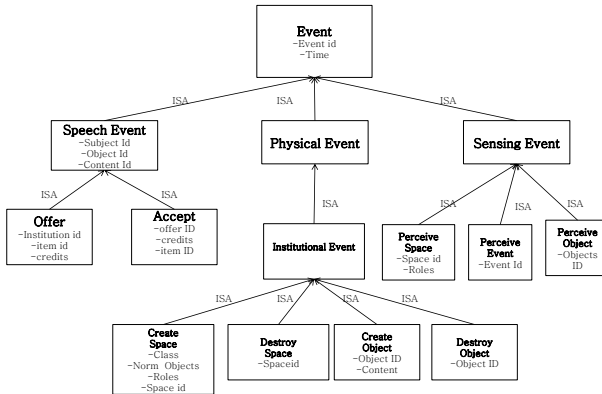 Event
-Event id
-Time
ISA
ISA
ISA
Speech Event
-Subject Id
-Object Id
-Content Id
Physical Event
Sensing Event
ISA
ISA
ISA
ISA
ISA
ISA
Offer
-Institution id
-item id
-credits
Accept
-offer ID
-credits
-item ID
Institutional Event
Perceive
Space
-Space id
-Roles
Perceive
Event
-Event Id
Perceive
Object
-Objects
ID
ISA
ISA
ISA
ISA
Create
Space
-Class
-Norm Objects
-Roles
-Space id
Destroy
Space
-Spaceid
Create
Object
-Object ID
-Content
Destroy
Object
-Object ID